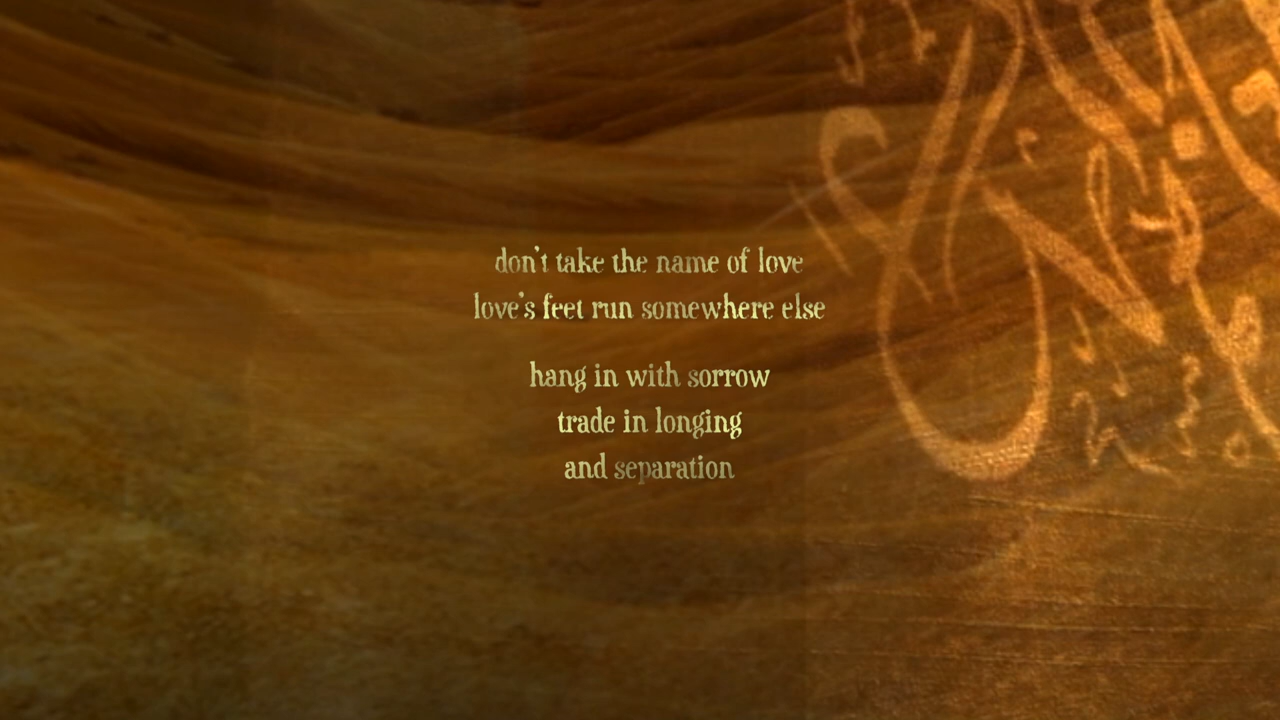 don't take the name of love
love's feet run somewhere else
hang in with sorrow
trade in longing
and separation